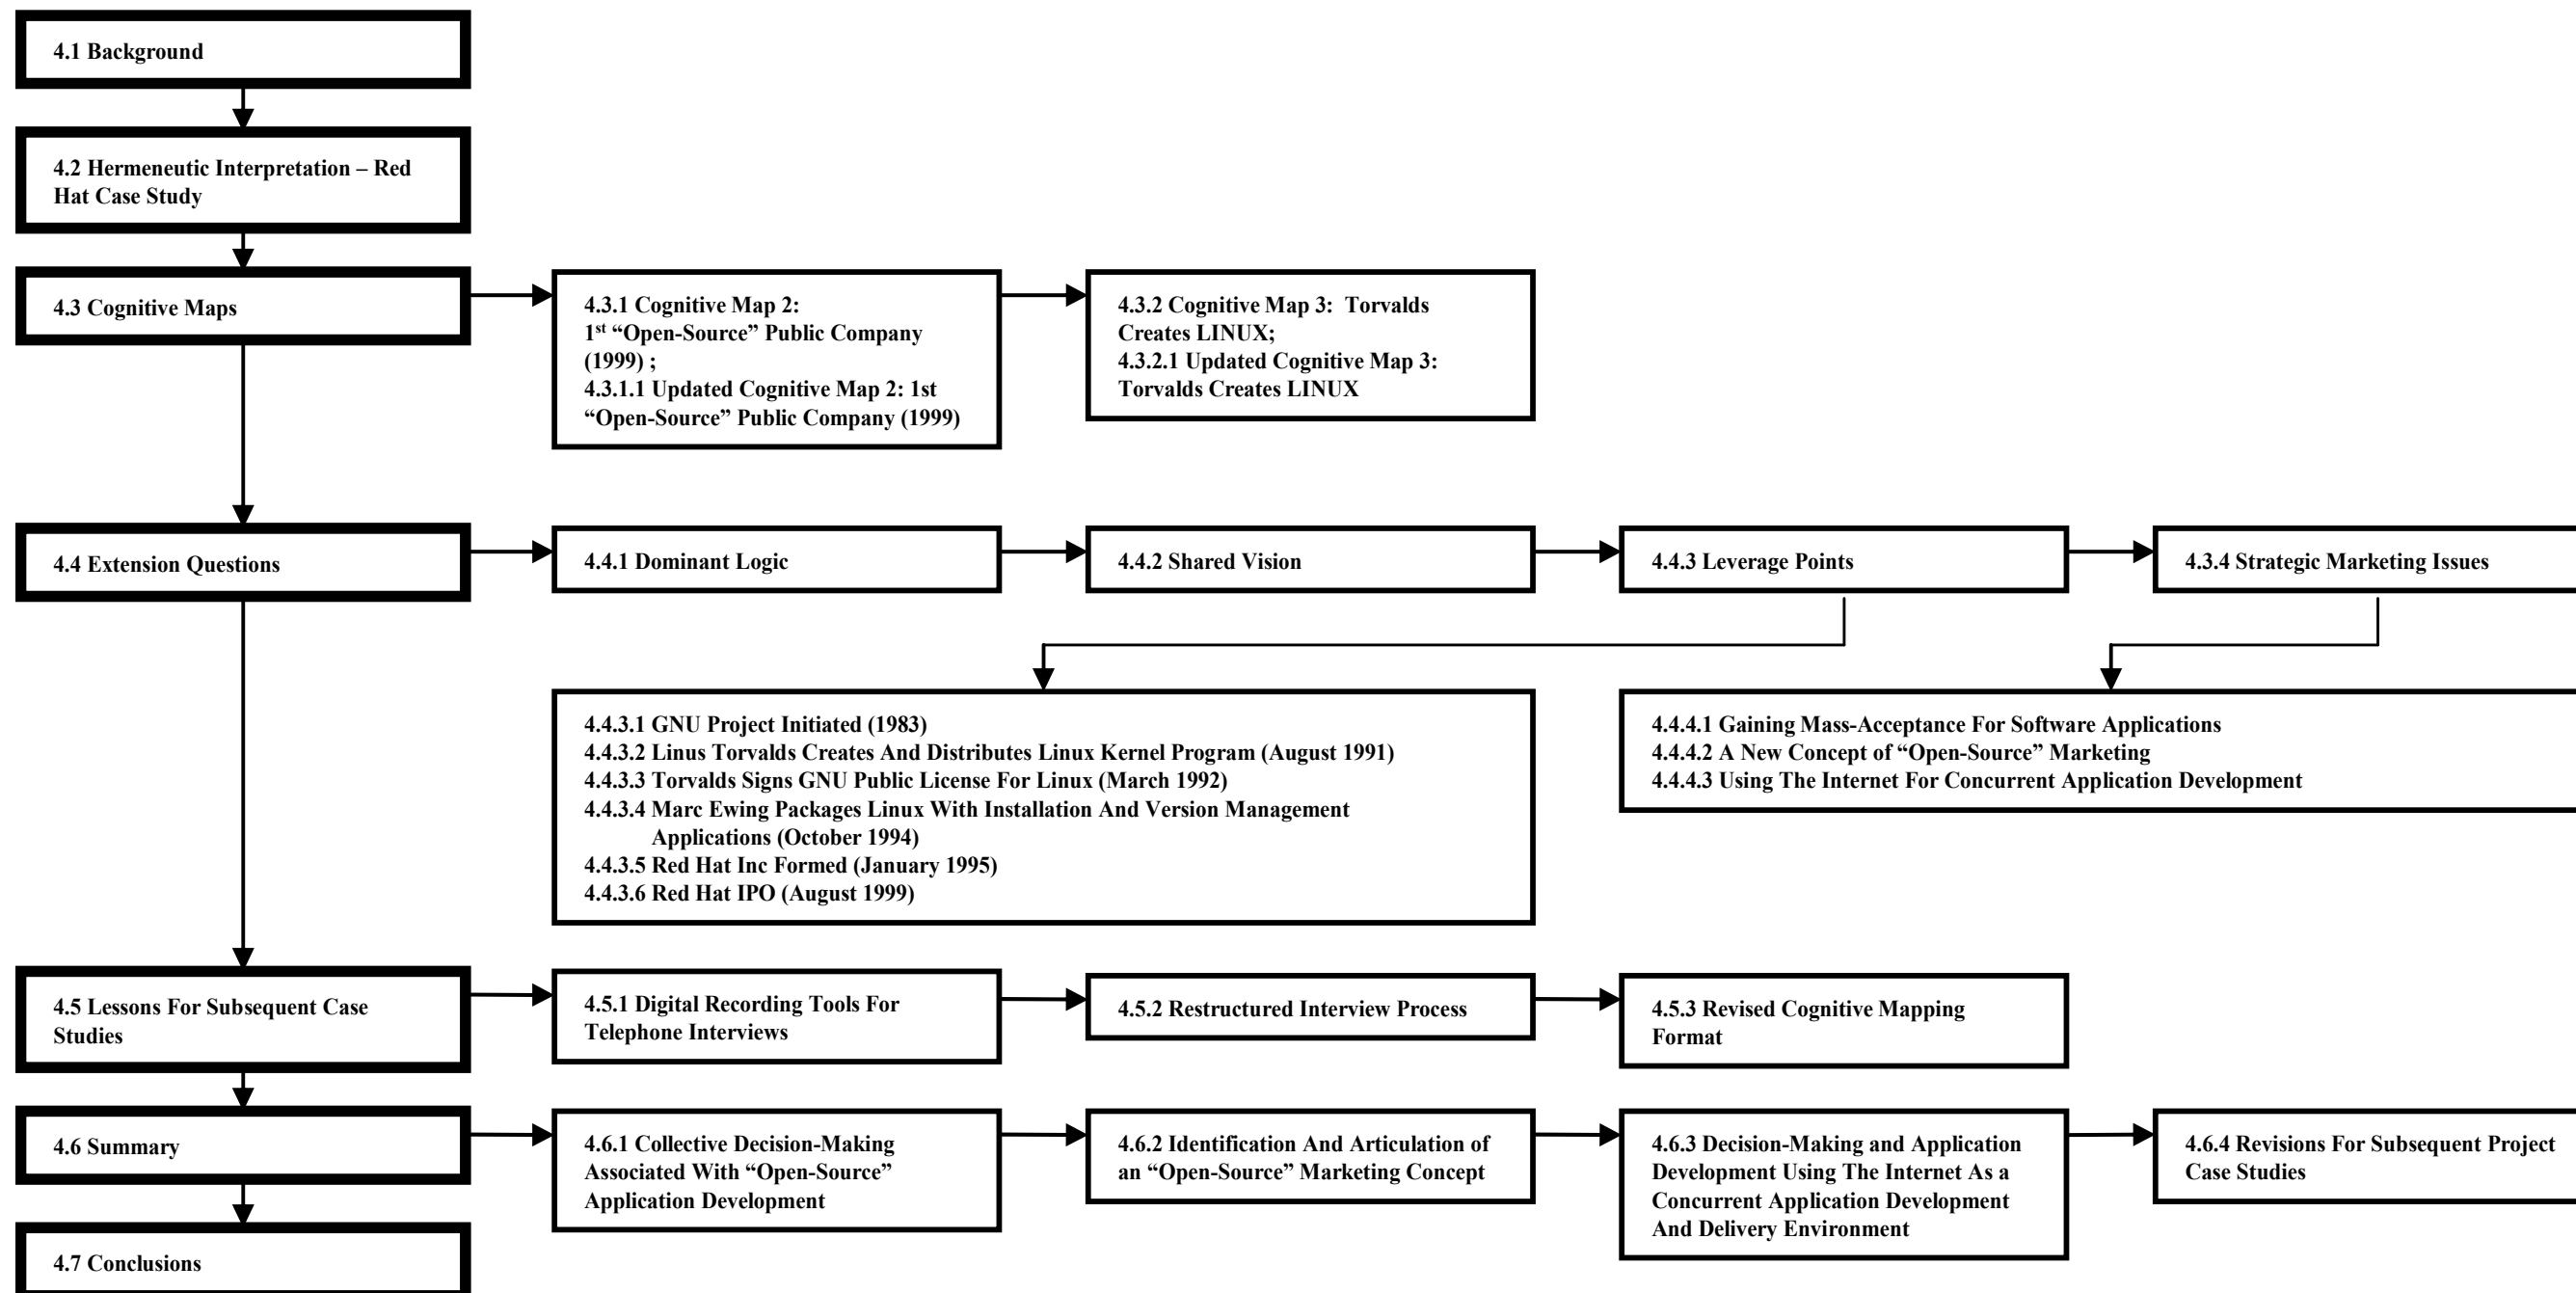 4.1 Background
4.2 Hermeneutic Interpretation – Red
Hat Case Study
4.3 Cognitive Maps
4.3.1 Cognitive Map 2:
1st “Open-Source” Public Company
(1999) ;
4.3.1.1 Updated Cognitive Map 2: 1st
“Open-Source” Public Company (1999)
4.3.2 Cognitive Map 3:  Torvalds
Creates LINUX;
4.3.2.1 Updated Cognitive Map 3:
Torvalds Creates LINUX
4.4 Extension Questions
4.4.1 Dominant Logic
4.4.2 Shared Vision
4.4.3 Leverage Points
4.3.4 Strategic Marketing Issues
4.4.3.1 GNU Project Initiated (1983)
4.4.3.2 Linus Torvalds Creates And Distributes Linux Kernel Program (August 1991)
4.4.3.3 Torvalds Signs GNU Public License For Linux (March 1992)
4.4.3.4 Marc Ewing Packages Linux With Installation And Version Management
Applications (October 1994)
4.4.3.5 Red Hat Inc Formed (January 1995)
4.4.3.6 Red Hat IPO (August 1999)
4.4.4.1 Gaining Mass-Acceptance For Software Applications
4.4.4.2 A New Concept of “Open-Source” Marketing
4.4.4.3 Using The Internet For Concurrent Application Development
4.5 Lessons For Subsequent Case
Studies
4.5.1 Digital Recording Tools For
Telephone Interviews
4.5.2 Restructured Interview Process
4.5.3 Revised Cognitive Mapping
Format
4.6 Summary
4.6.1 Collective Decision-Making
Associated With “Open-Source”
Application Development
4.6.2 Identification And Articulation of
an “Open-Source” Marketing Concept
4.6.3 Decision-Making and Application
Development Using The Internet As a
Concurrent Application Development
And Delivery Environment
4.6.4 Revisions For Subsequent Project
Case Studies
4.7 Conclusions